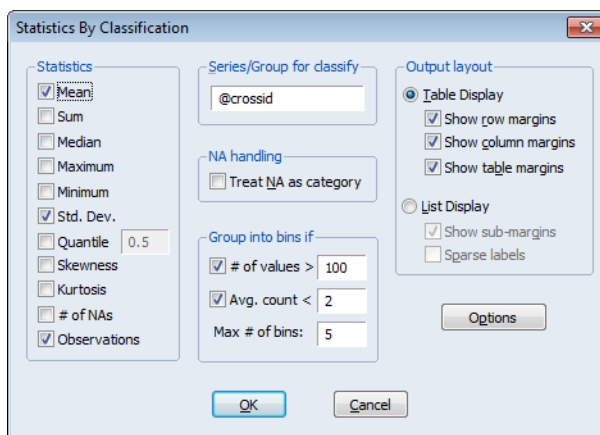 Statistics By Classification
Statistics
Mean
Sum
Median
Maximum
Minimum
Std. Dev.
Quantile 0.5
Skewness
Kurtosis
# of NAs
Observations
Series/Group for classify
@crossid
NA handling
Treat NA as category
Group into bins if
# of values > 100
Avg. count < 2
Max # of bins: 5
Output layout
Table Display
Show row margins
Show column margins
Show table margins
List Display
Show sub-margins
Sparse labels
Options
OK
Cancel